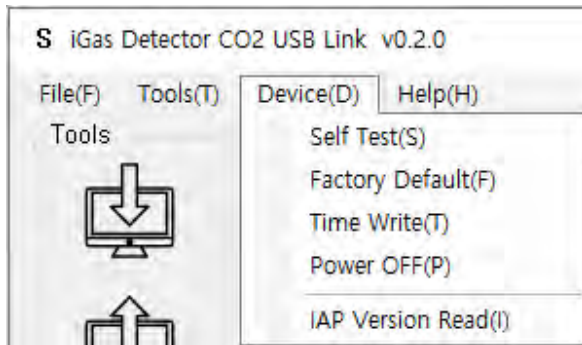 S iGas Detector CO2 USB Link v0.2.0
File(F) Tools(T) Device(D) Help(H)
Tools
Self Test(S)
Factory Default(F)
Time Write(T)
Power OFF(P)
IAP Version Read(I)